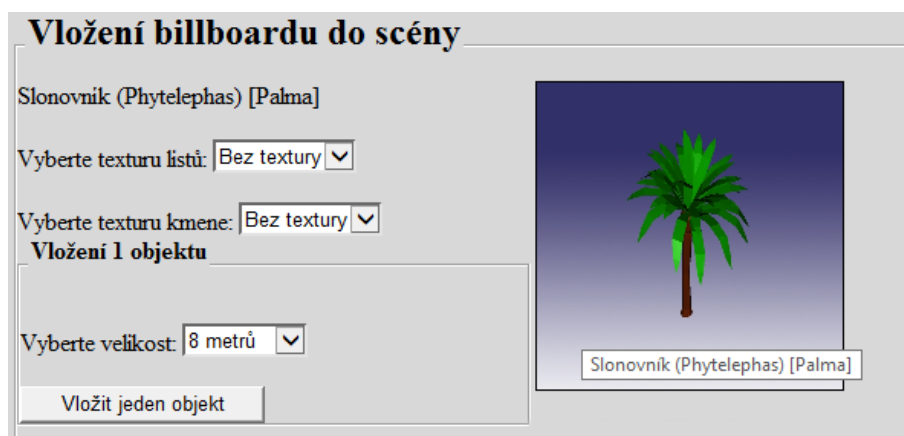 Vložení billboardu do scény
Slonovník (Phytelephas) [Palma]
Vyberte texturu listů: Bez textury
Vyberte texturu kmene: Bez textury
Vložení 1 objektu
Vyberte velikost: 8 metrů
Vložit jeden objekt
Slonovník (Phytelephas) [Palma]